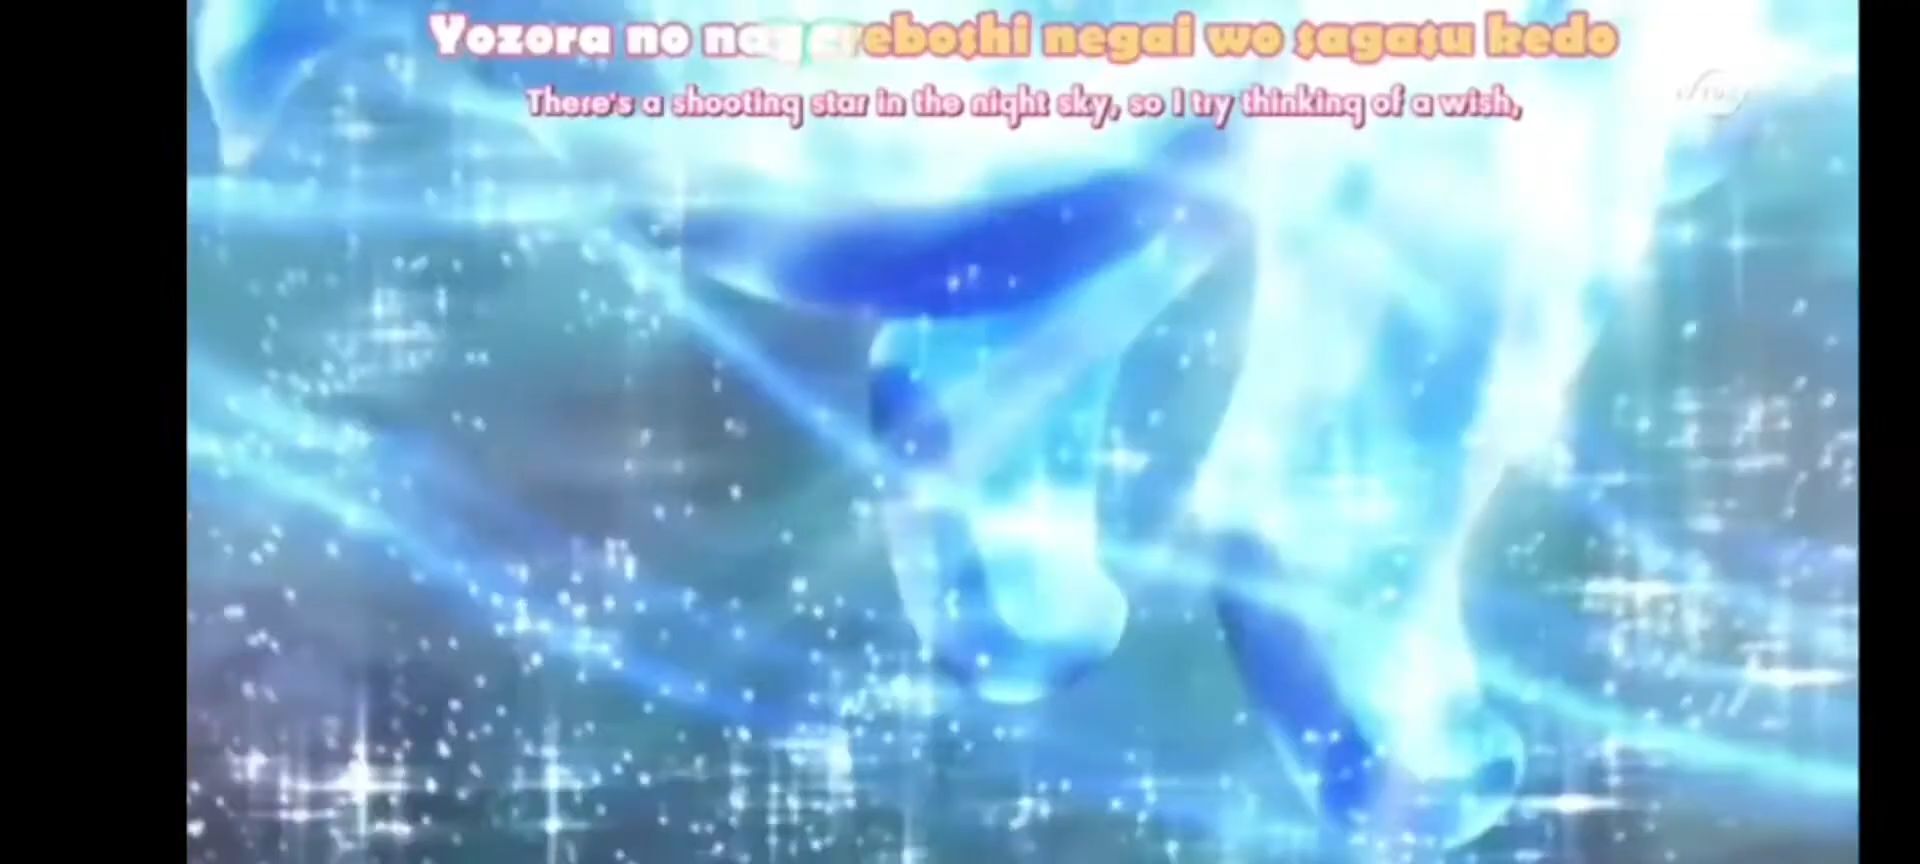 Yozora no nagareboshi negai wo sagasu kedo
There's a shooting star in the night sky, so I try thinking of a wish,